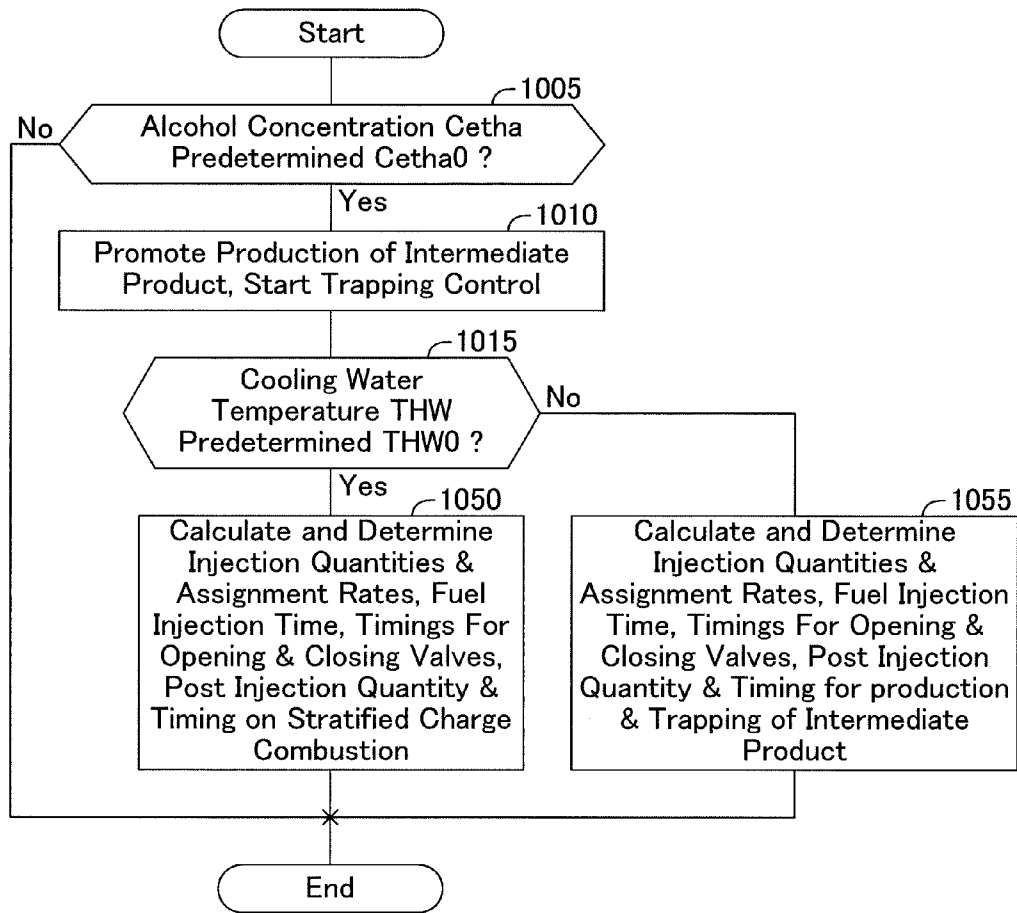 Start
1005
No
Alcohol Concentration Cetha
Predetermined Cetha0 ?
Yes
1010
Promote Production of Intermediate
Product, Start Trapping Control
1015
Cooling Water
Temperature THW
Predetermined THW0 ?
No
Yes
1050
Calculate and Determine
Injection Quantities &
Assignment Rates, Fuel
Injection Time, Timings For
Opening & Closing Valves,
Post Injection Quantity &
Timing on Stratified Charge
Combustion
1055
Calculate and Determine
Injection Quantities &
Assignment Rates, Fuel Injection
Time, Timings For Opening &
Closing Valves, Post Injection
Quantity & Timing for production
& Trapping of Intermediate
Product
End